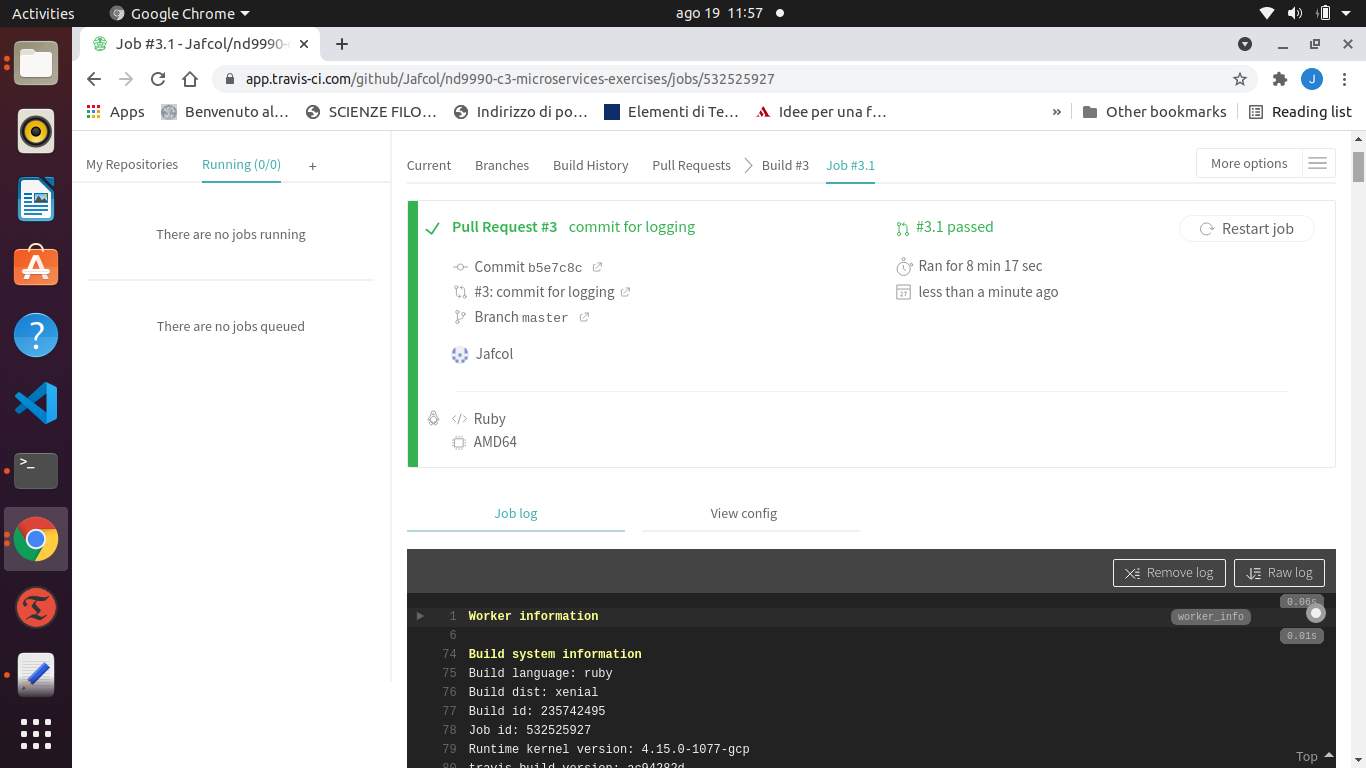 Activities
Google Chrome
ago 19 11:57
Job #3.1 - Jafcol/nd9990-
app.travis-ci.com/github/Jafcol/nd9990-c3-microservices-exercises/jobs/532525927
J
Apps
Benvenuto al...
SCIENZE FILO...
Indirizzo di po...
Elementi di Te...
Idee per una f...
»
Other bookmarks
Reading list
My Repositories
Running (0/0)
+
There are no jobs running
There are no jobs queued
Current
Branches
Build History
Pull Requests
Build #3
Job #3.1
More options
Pull Request #3 commit for logging
#3.1 passed
Restart job
Commit b5e7c8c
Ran for 8 min 17 sec
#3: commit for logging
less than a minute ago
Branch master
Jafcol
Ruby
AMD64
Job log
View config
Remove log
Raw log
0.06s
1 Worker information
worker_info
6
0.01s
74 Build system information
75 Build language: ruby
76 Build dist: xenial
77 Build id: 235742495
78 Job id: 532525927
79 Runtime kernel version: 4.15.0-1077-gcp
80 travis-build version: ac94282d
Top